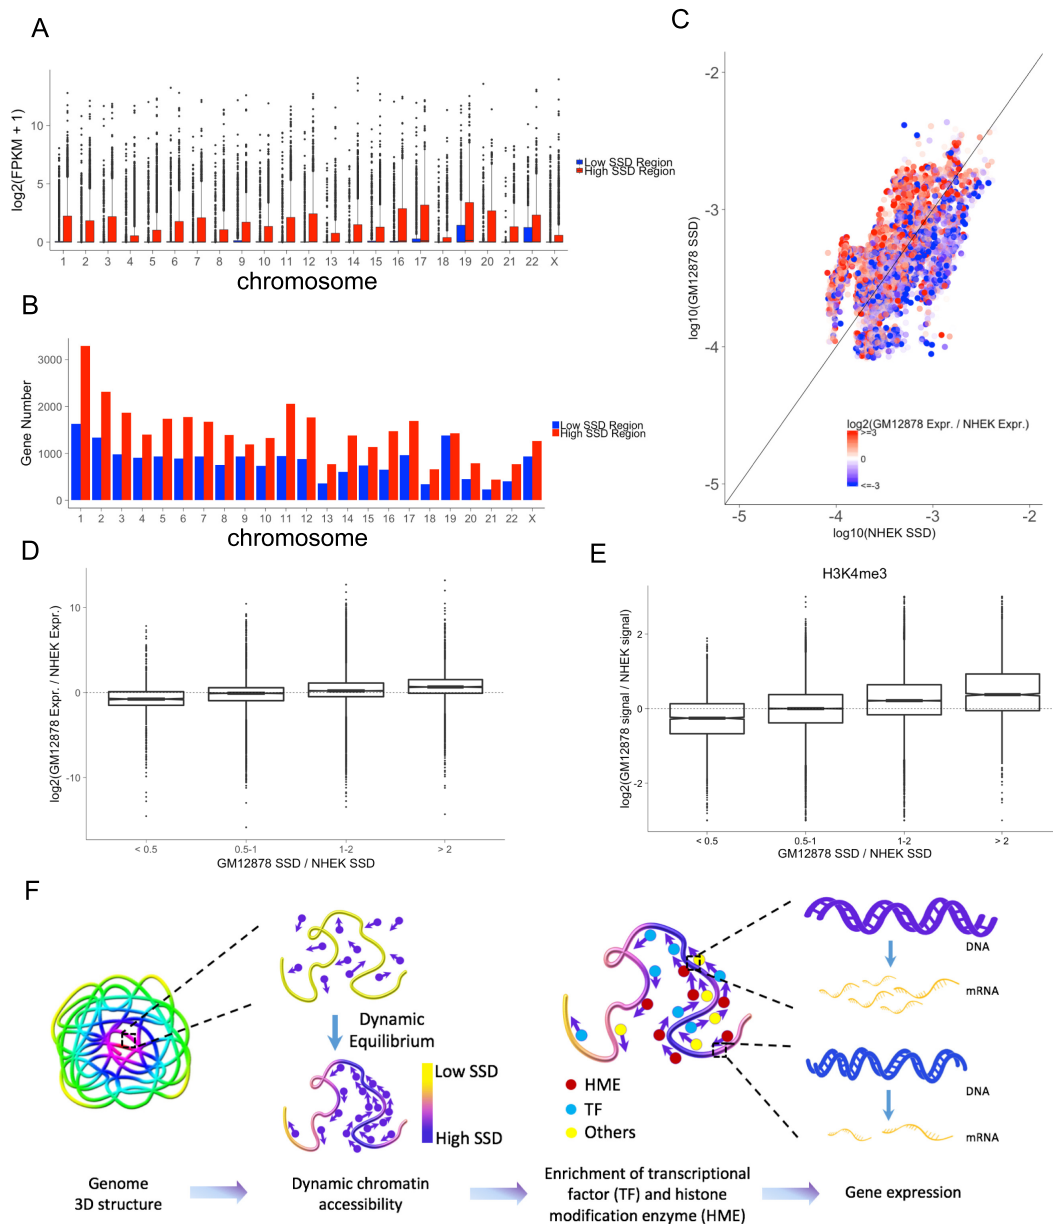 A
log2(FPKM + 1)
10
5
0
1 2 3 4 5 6 7 8 9 10 11 12 13 14 15 16 17 18 19 20 21 22 X
chromosome
Low SSD Region
High SSD Region
B
Gene Number
3000
2000
1000
0
1 2 3 4 5 6 7 8 9 10 11 12 13 14 15 16 17 18 19 20 21 22 X
chromosome
Low SSD Region
High SSD Region
C
log10(GM12878 SSD)
-2
-3
-4
-5
-5 -4 -3 -2
log10(NHEK SSD)
log2(GM12878 Expr. / NHEK Expr.)
>=3
0
<=-3
D
log2(GM12878 Expr. / NHEK Expr.)
10
0
-10
< 0.5 0.5-1 1-2 > 2
GM12878 SSD / NHEK SSD
E
H3K4me3
log2(GM12878 signal / NHEK signal)
2
0
-2
< 0.5 0.5-1 1-2 > 2
GM12878 SSD / NHEK SSD
F
Dynamic
Equilibrium
Low SSD
High SSD
HME
TF
Others
DNA
mRNA
DNA
mRNA
Genome
3D structure
Dynamic chromatin
accessibility
Enrichment of transcriptional
factor (TF) and histone
modification enzyme (HME)
Gene expression